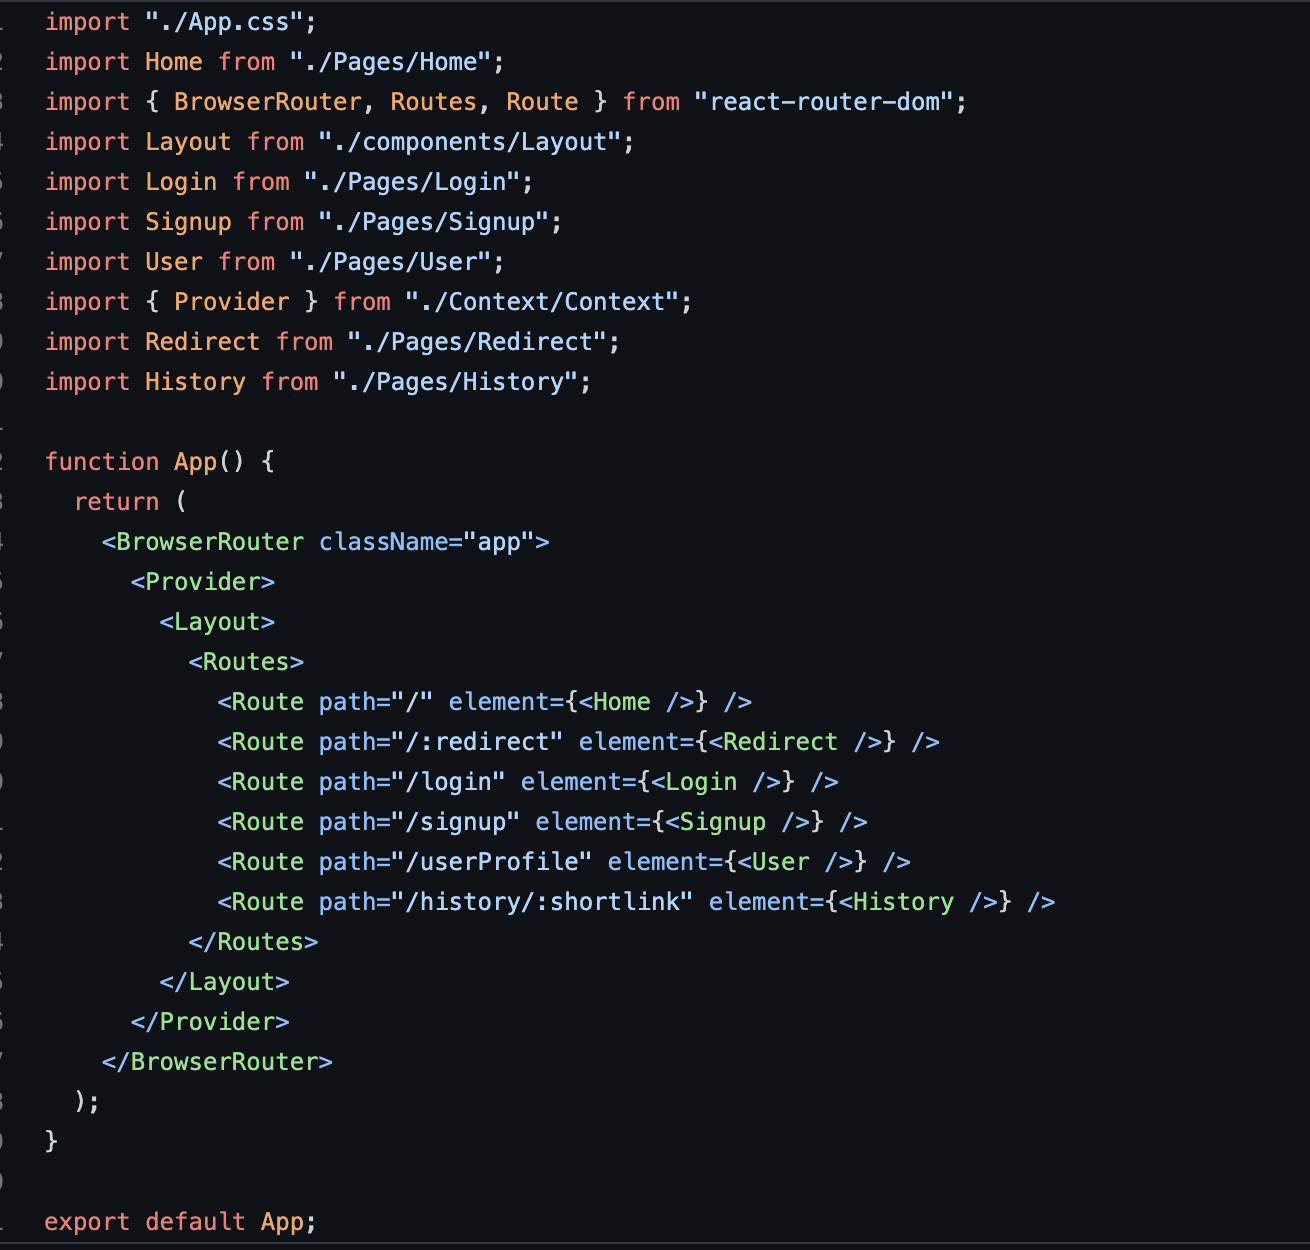 import "./App.css";
import Home from "./Pages/Home";
import { BrowserRouter, Routes, Route } from "react-router-dom";
import Layout from "./components/Layout";
import Login from "./Pages/Login";
import Signup from "./Pages/Signup";
import User from "./Pages/User";
import { Provider } from "./Context/Context";
import Redirect from "./Pages/Redirect";
import History from "./Pages/History";

function App() {
  return (
    <BrowserRouter className="app">
      <Provider>
        <Layout>
          <Routes>
            <Route path="/" element={<Home />} />
            <Route path="/:redirect" element={<Redirect />} />
            <Route path="/login" element={<Login />} />
            <Route path="/signup" element={<Signup />} />
            <Route path="/userProfile" element={<User />} />
            <Route path="/history/:shortlink" element={<History />} />
          </Routes>
        </Layout>
      </Provider>
    </BrowserRouter>
  );
}

export default App;